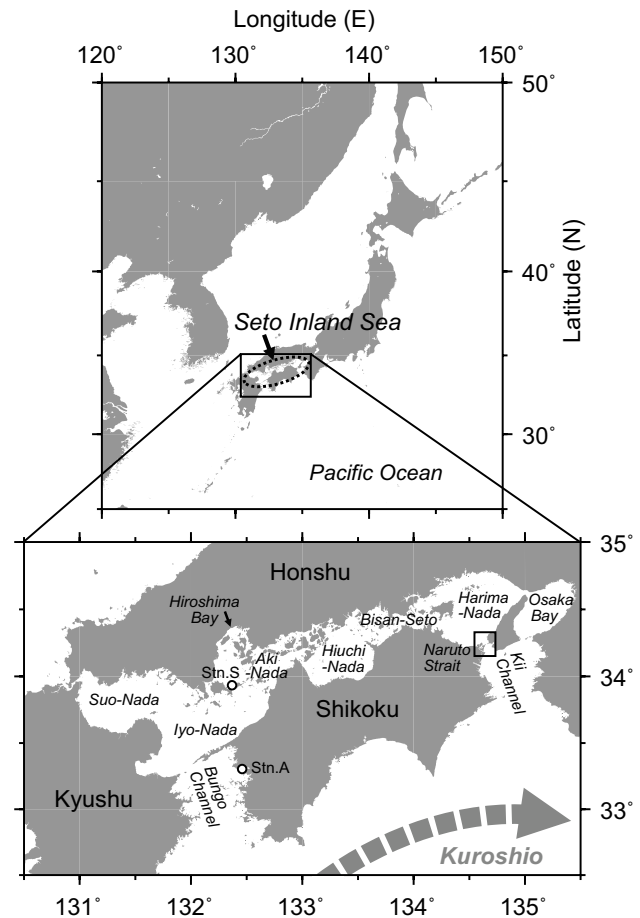 Longitude (E)
120˚ 130˚ 140˚ 150˚
50˚
40˚
Latitude (N)
Seto Inland Sea
30˚
Pacific Ocean
35˚
Honshu
Hiroshima
Bay
Harima
-Nada
Osaka
Bay
Bisan-Seto
Aki
-Nada
Hiuchi
-Nada
Naruto
Strait
Kii
Channel
34˚
Stn.S
Suo-Nada
Shikoku
Iyo-Nada
Stn.A
Bungo
Channel
Kyushu
33˚
Kuroshio
131˚ 132˚ 133˚ 134˚ 135˚